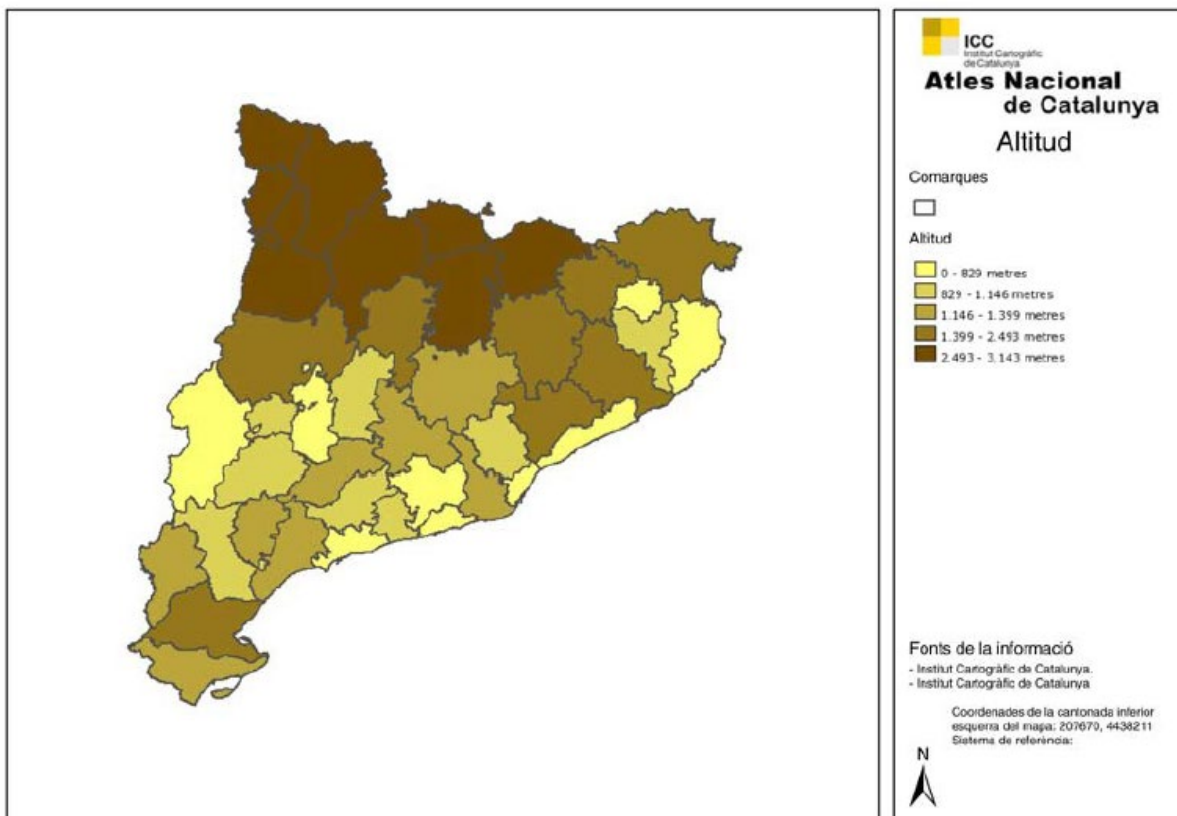 ICC
Institut Cartogràfic
de Catalunya
Atles Nacional
de Catalunya
Altitud
Comarques
Altitud
0 - 829 metres
829 - 1.146 metres
1.146 - 1.399 metres
1.399 - 2.493 metres
2.493 - 3.143 metres
Fonts de la informació
- Institut Cartogràfic de Catalunya.
- Institut Cartogràfic de Catalunya
Coordenades de la cantonada inferior
esquerra del mapa: 207670, 4438211
Sistema de referència:
N